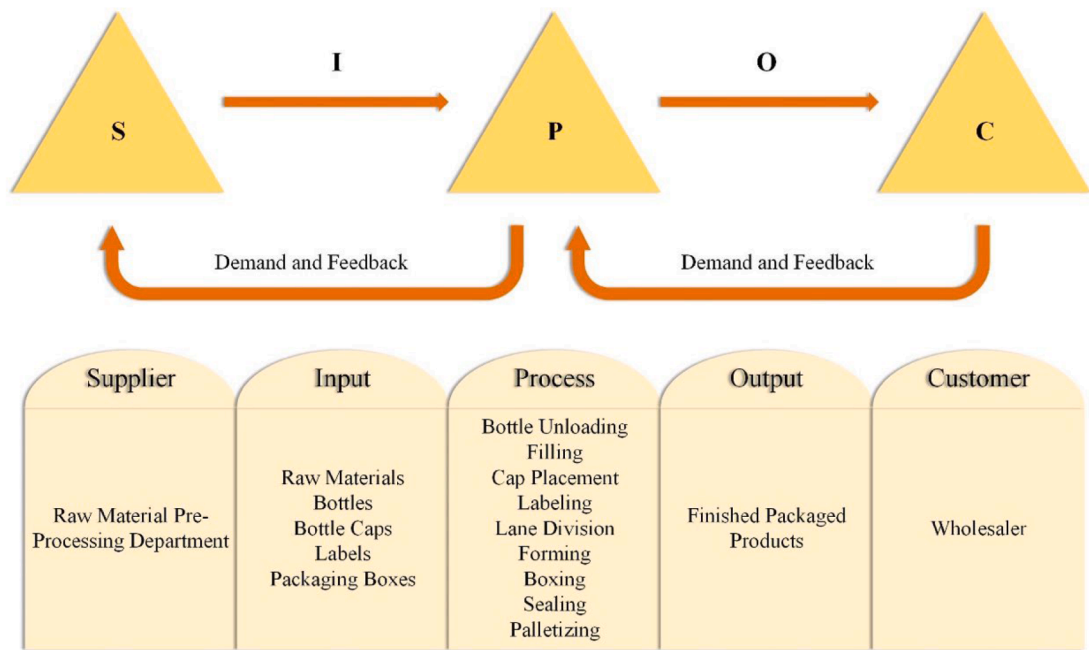 I
O
S
P
C
Demand and Feedback
Demand and Feedback
Supplier
Input
Process
Output
Customer
Raw Material Pre-
Processing Department
Raw Materials
Bottles
Bottle Caps
Labels
Packaging Boxes
Bottle Unloading
Filling
Cap Placement
Labeling
Lane Division
Forming
Boxing
Sealing
Palletizing
Finished Packaged
Products
Wholesaler